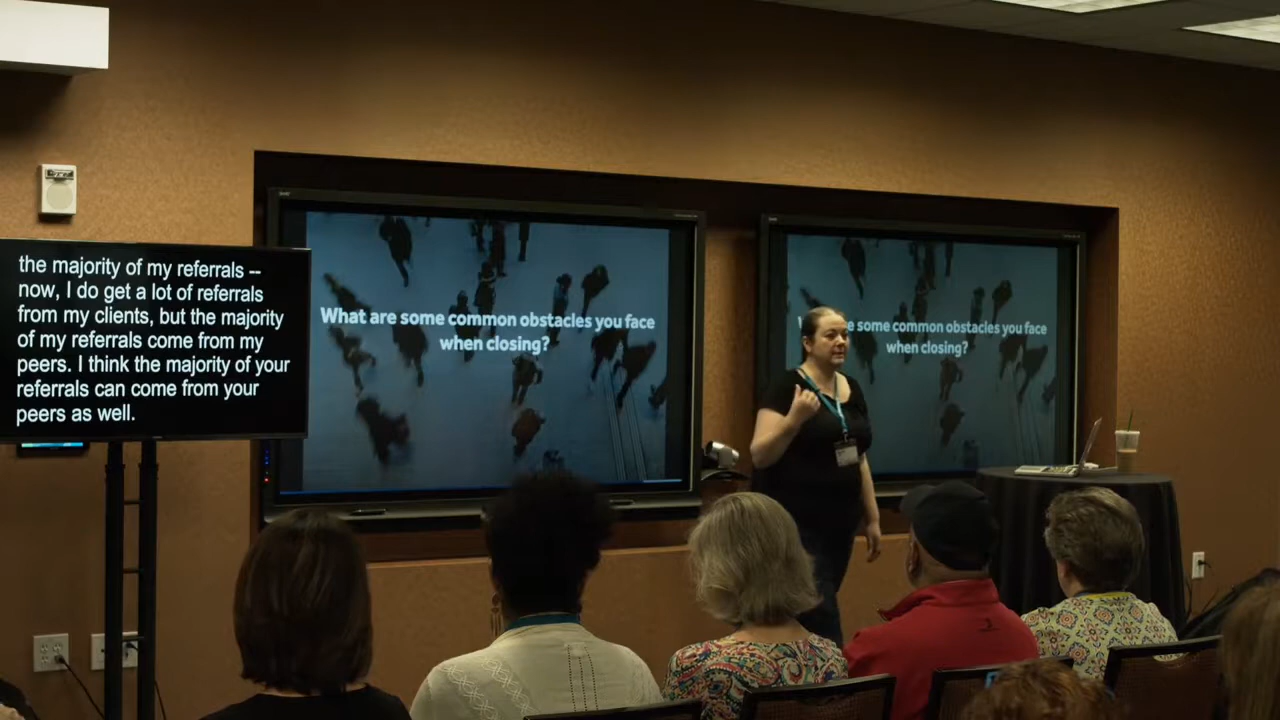 the majority of my referrals --
now, I do get a lot of referrals
from my clients, but the majority
of my referrals come from my
peers. I think the majority of your
referrals can come from your
peers as well.
What are some common obstacles you face
when closing?
some common obstacles you face
when closing?